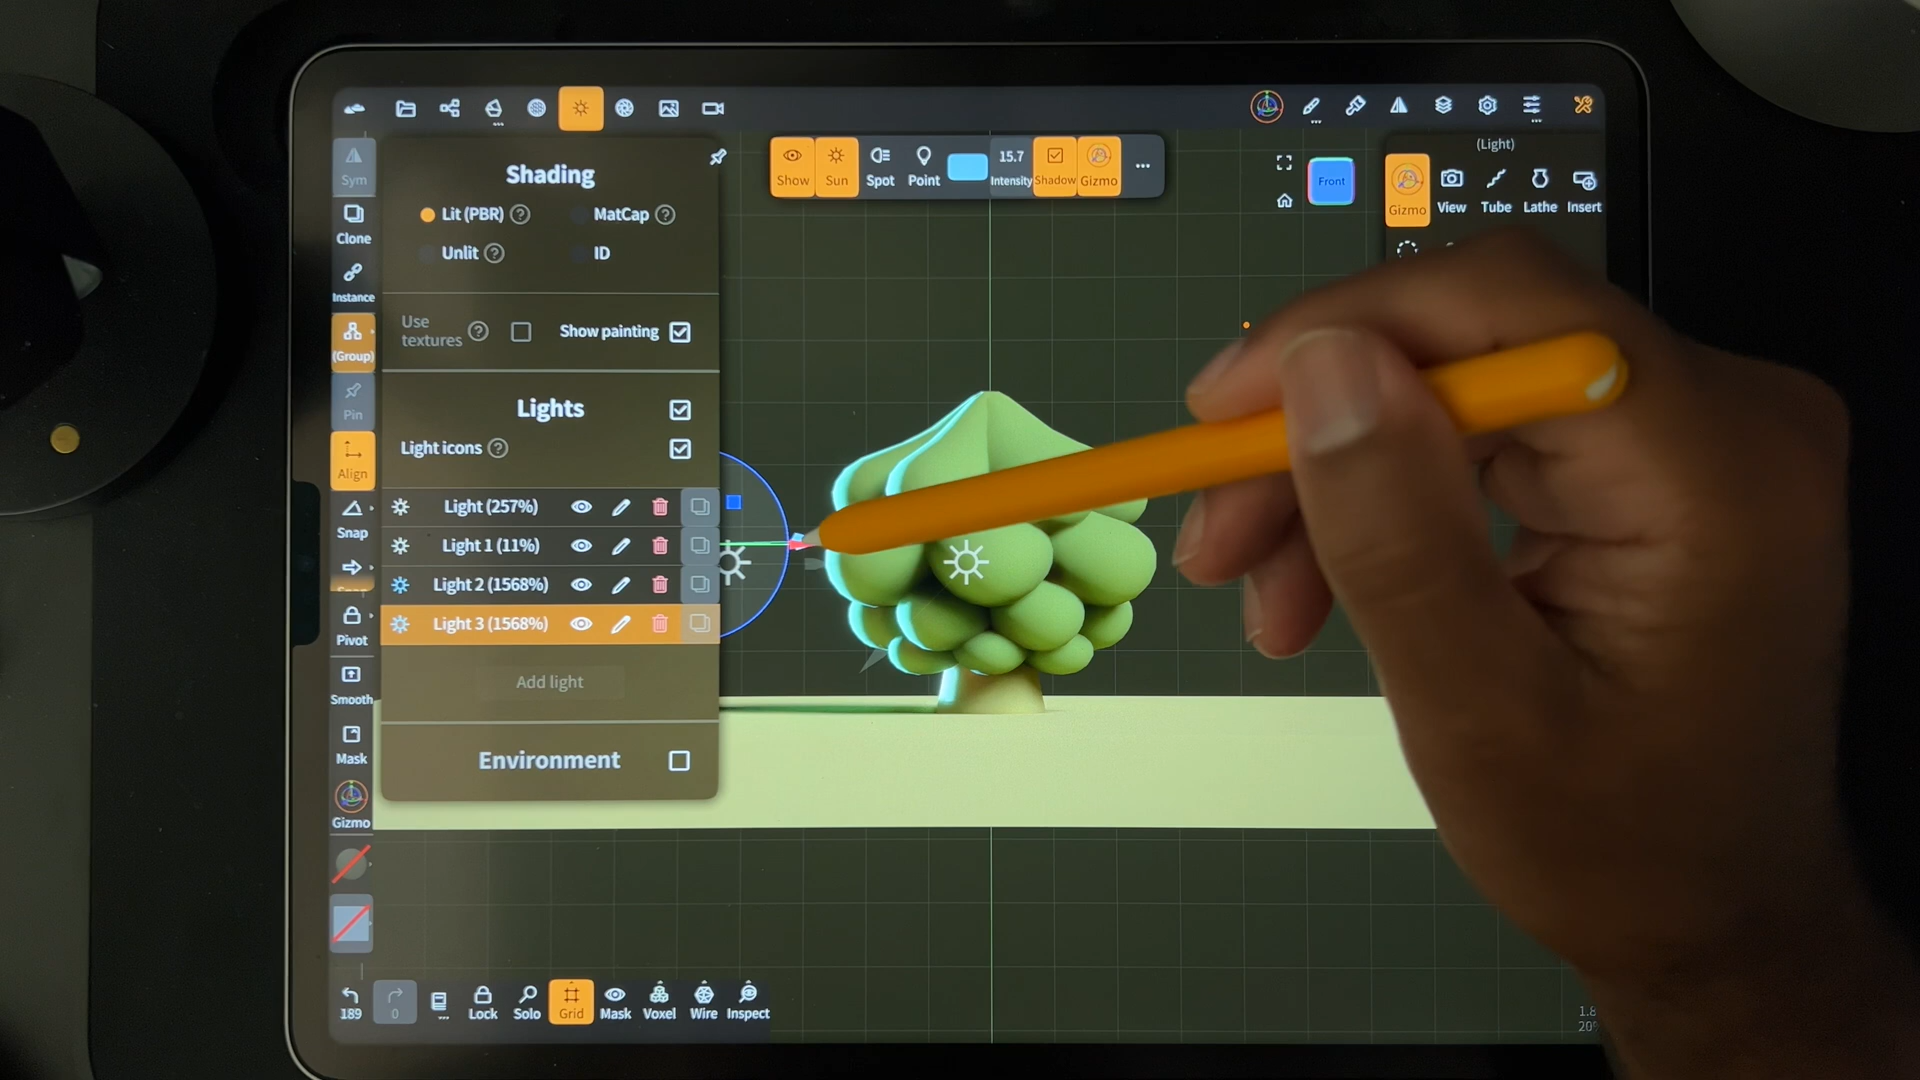 Sym
Clone
Instance
(Group)
Pin
Align
Snap
Pivot
Smooth
Mask
Gizmo
Shading
Lit (PBR) ?
MatCap ?
Unlit ?
ID
Use textures ?
Show painting
Lights
Light icons ?
Light (257%)
Light 1 (11%)
Light 2 (1568%)
Light 3 (1568%)
Add light
Environment
Show
Sun
Spot
Point
15.7
Intensity
Shadow
Gizmo
...
Front
(Light)
Gizmo
View
Tube
Lathe
Insert
189
0
Lock
Solo
Grid
Mask
Voxel
Wire
Inspect